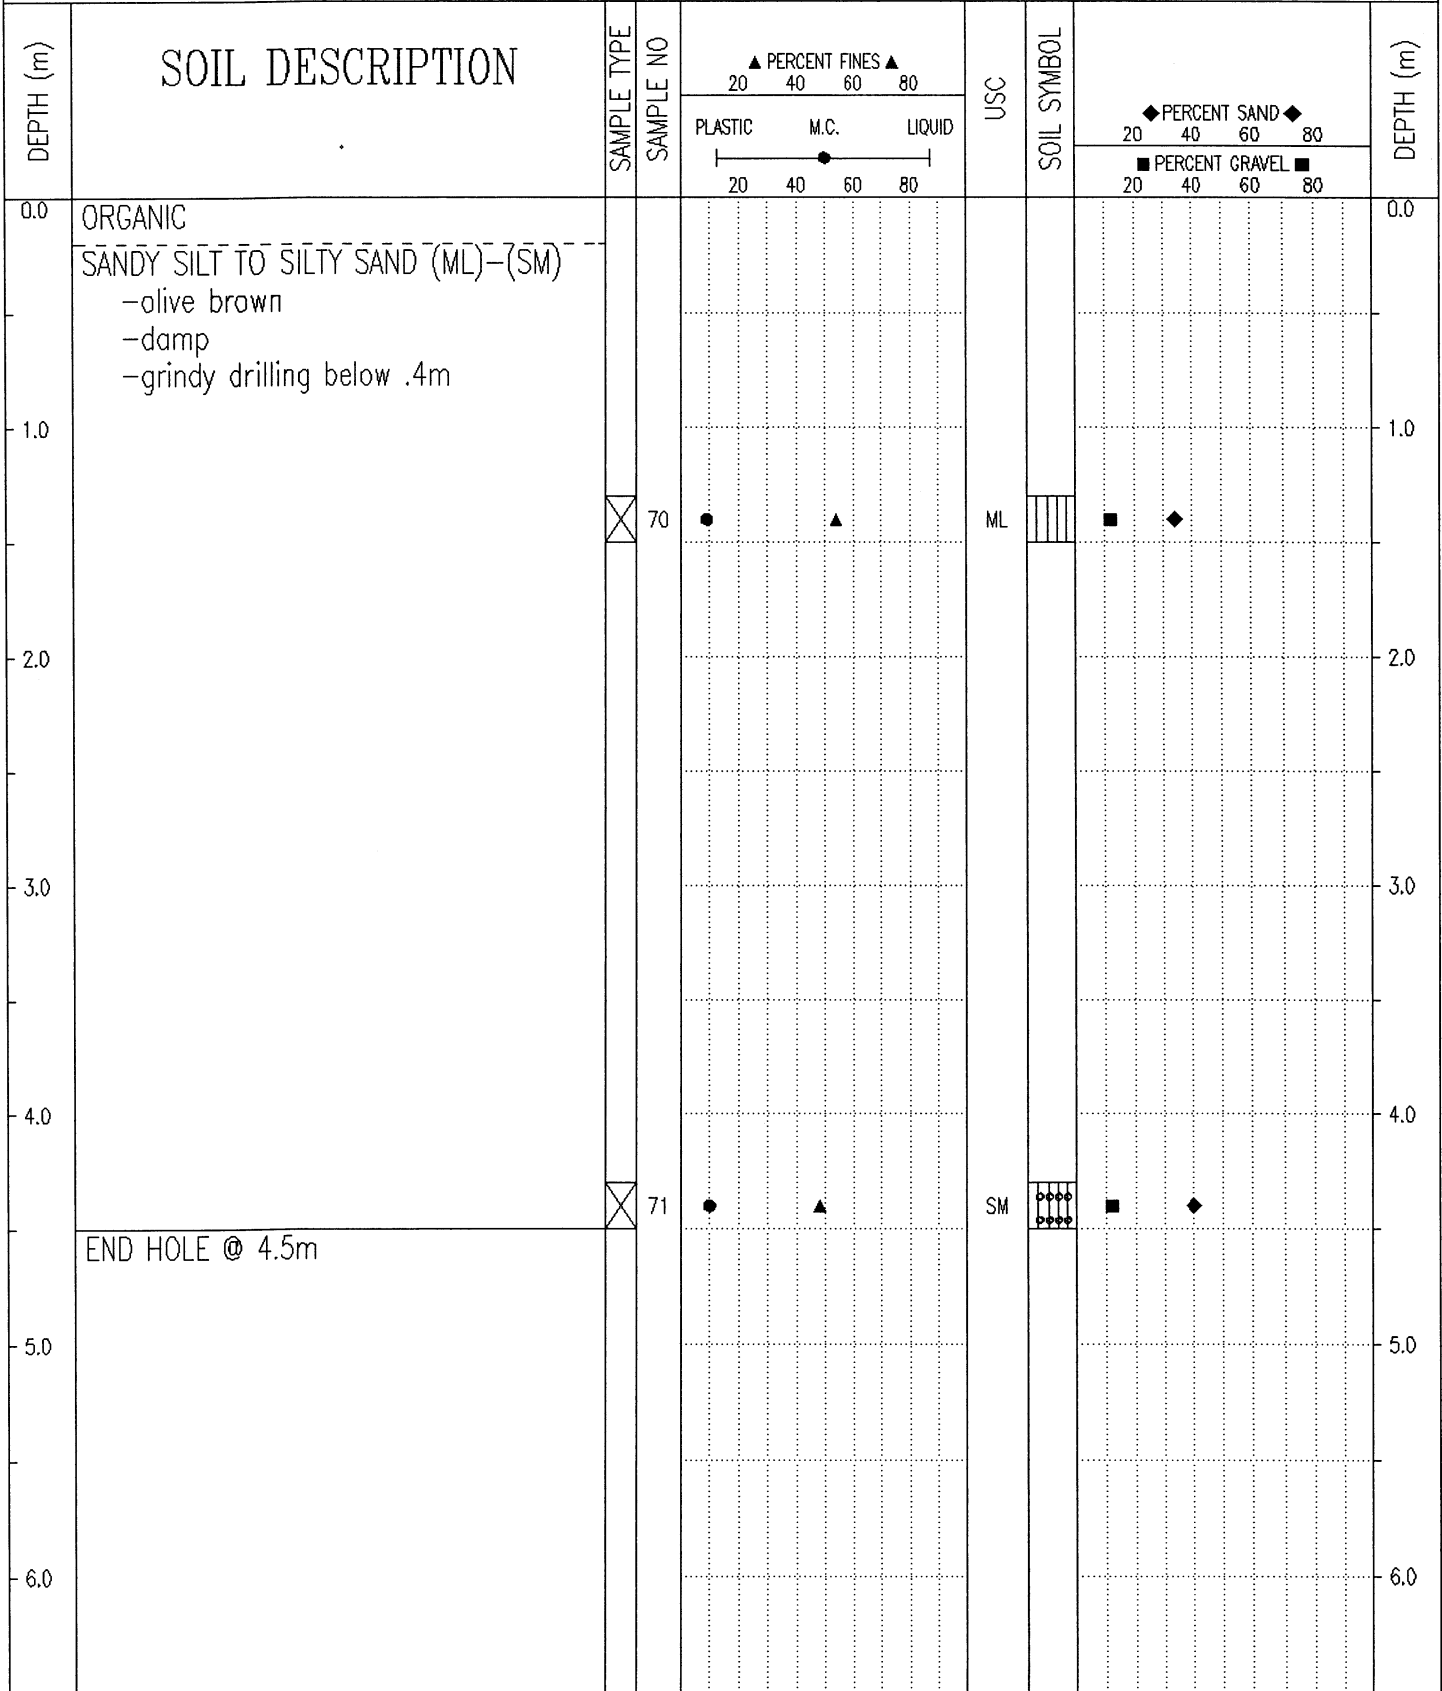 DEPTH (m)
SOIL DESCRIPTION
SAMPLE TYPE
SAMPLE NO
▲ PERCENT FINES ▲
20 40 60 80
PLASTIC M.C. LIQUID
20 40 60 80
USC
SOIL SYMBOL
◆ PERCENT SAND ◆
20 40 60 80
■ PERCENT GRAVEL ■
20 40 60 80
DEPTH (m)
0.0 ORGANIC 0.0
SANDY SILT TO SILTY SAND (ML)-(SM)
-olive brown
-damp
-grindy drilling below .4m
1.0 1.0
70 ML
2.0 2.0
3.0 3.0
4.0 4.0
71 SM
END HOLE @ 4.5m
5.0 5.0
6.0 6.0